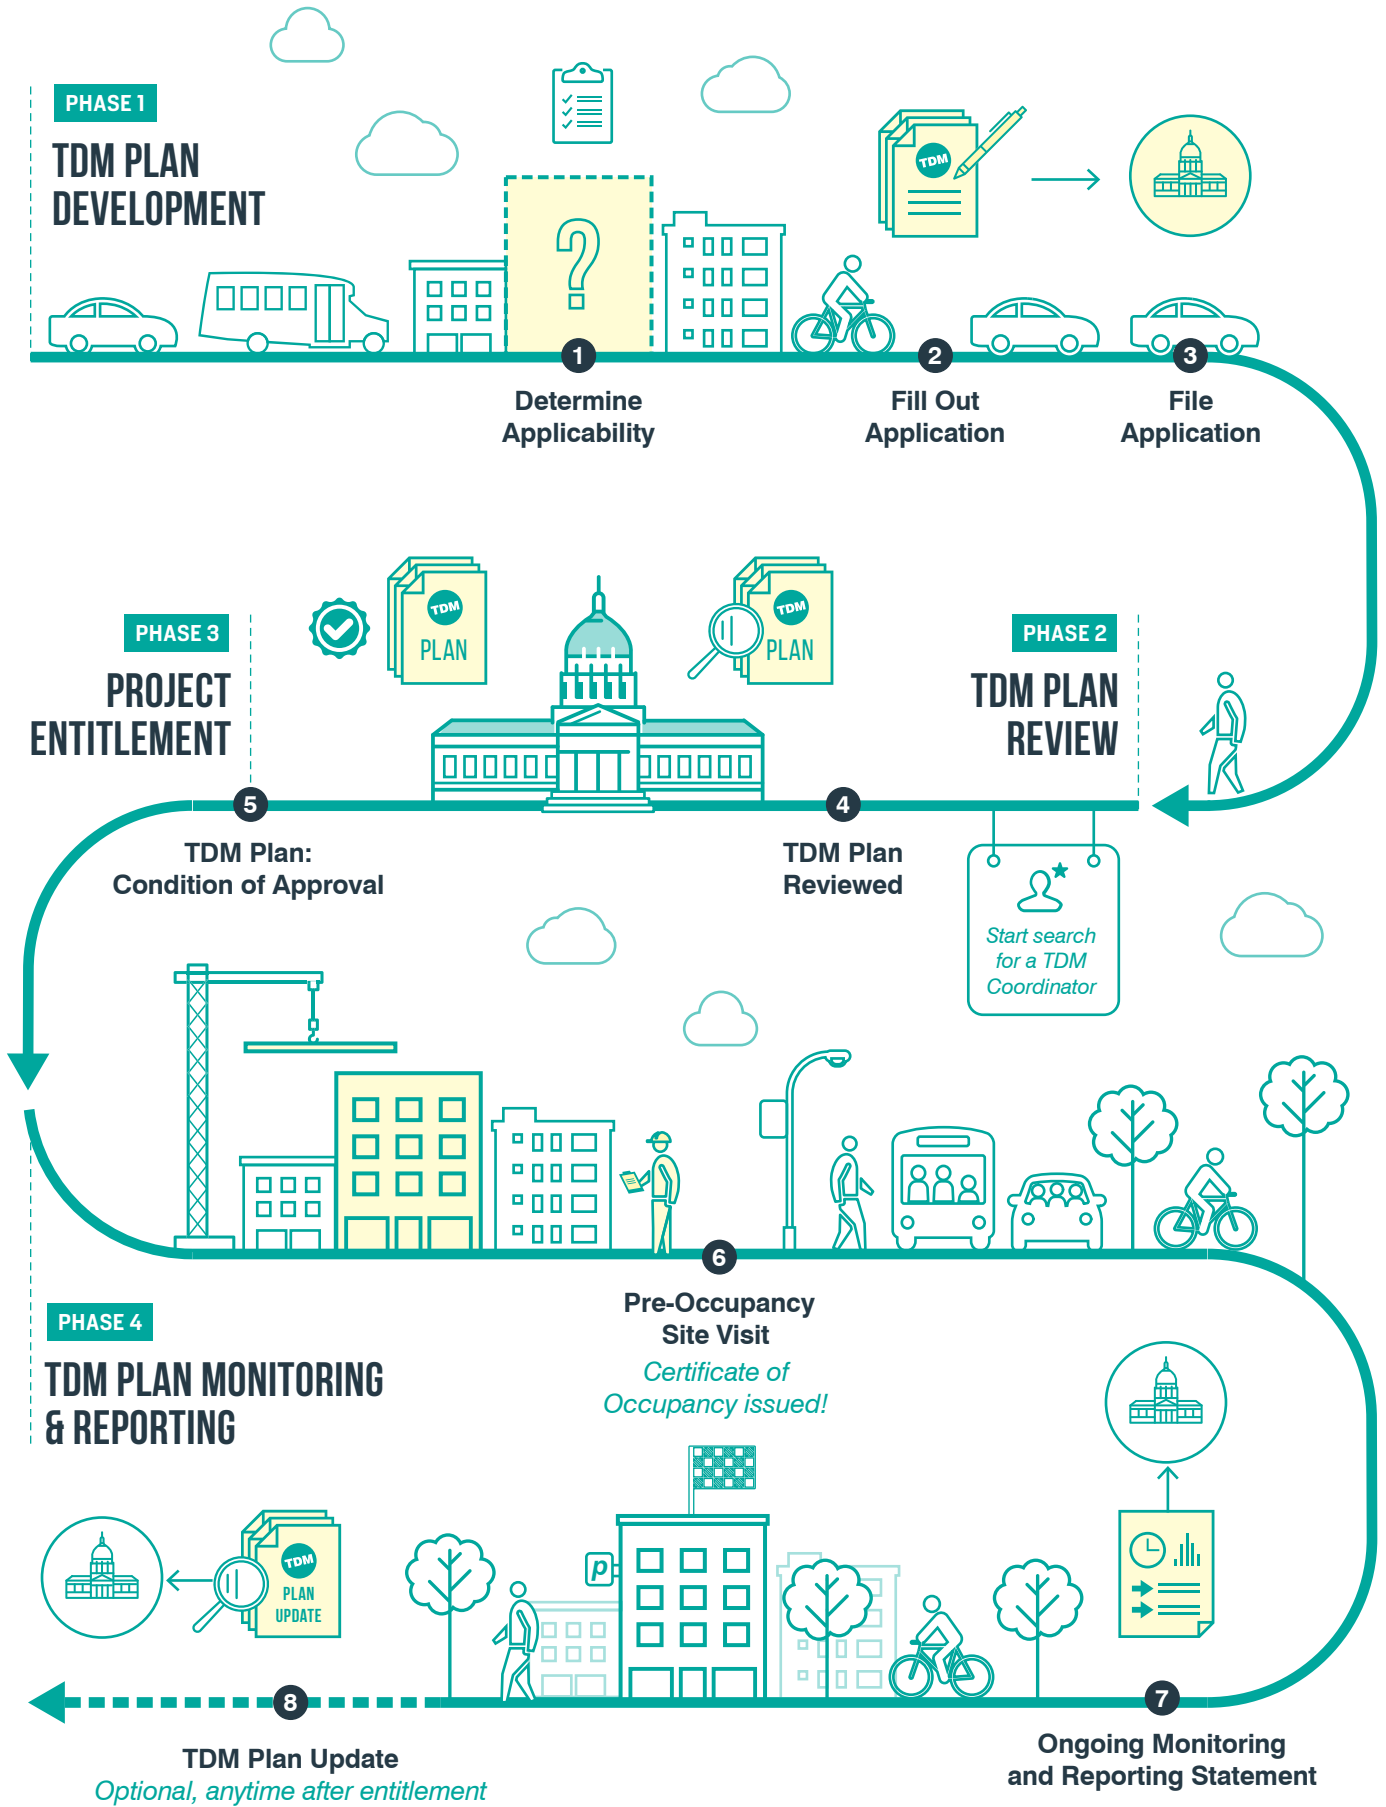 PHASE 1
TDM PLAN
DEVELOPMENT
TDM
?
1
Determine
Applicability
2
Fill Out
Application
3
File
Application
PHASE 2
TDM PLAN
REVIEW
TDM
PLAN
4
TDM Plan
Reviewed
Start search
for a TDM
Coordinator
PHASE 3
PROJECT
ENTITLEMENT
TDM
PLAN
5
TDM Plan:
Condition of Approval
6
Pre-Occupancy
Site Visit
Certificate of
Occupancy issued!
PHASE 4
TDM PLAN MONITORING
& REPORTING
p
7
Ongoing Monitoring
and Reporting Statement
TDM
PLAN
UPDATE
8
TDM Plan Update
Optional, anytime after entitlement